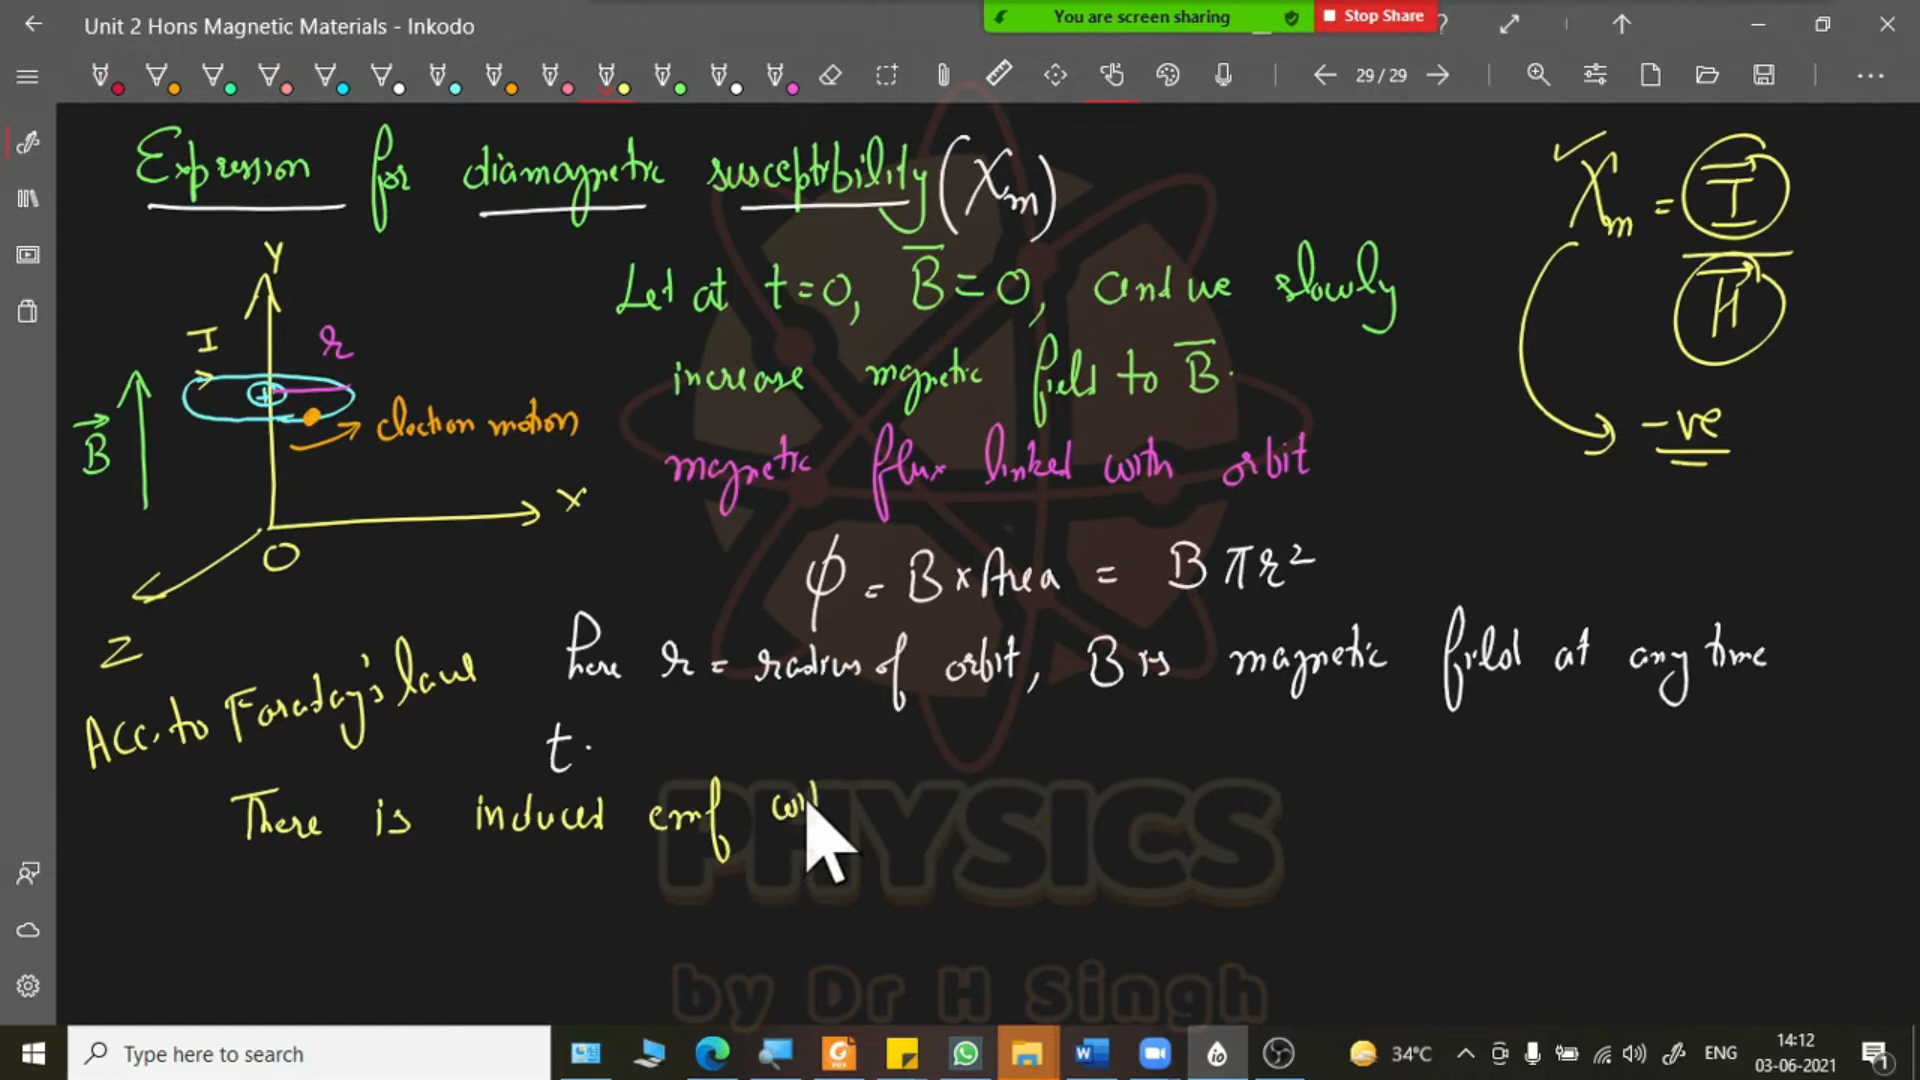 Unit 2 Hons Magnetic Materials - Inkodo
You are screen sharing
Stop Share
29 / 29
Expression for diamagnetic susceptibility (Xm)
Xm = I / H
-ve
Y
I
r
B
+
electron motion
X
O
Z
Let at t=0, B=0, and we slowly
increase magnetic field to B.
magnetic flux linked with orbit
φ = B × Area = Bπr²
here r = radius of orbit, B is magnetic field at any time
t.
Acc. to Faraday's law
There is induced emf
PHYSICS
by Dr H Singh
Type here to search
34°C
ENG
14:12
03-06-2021
1